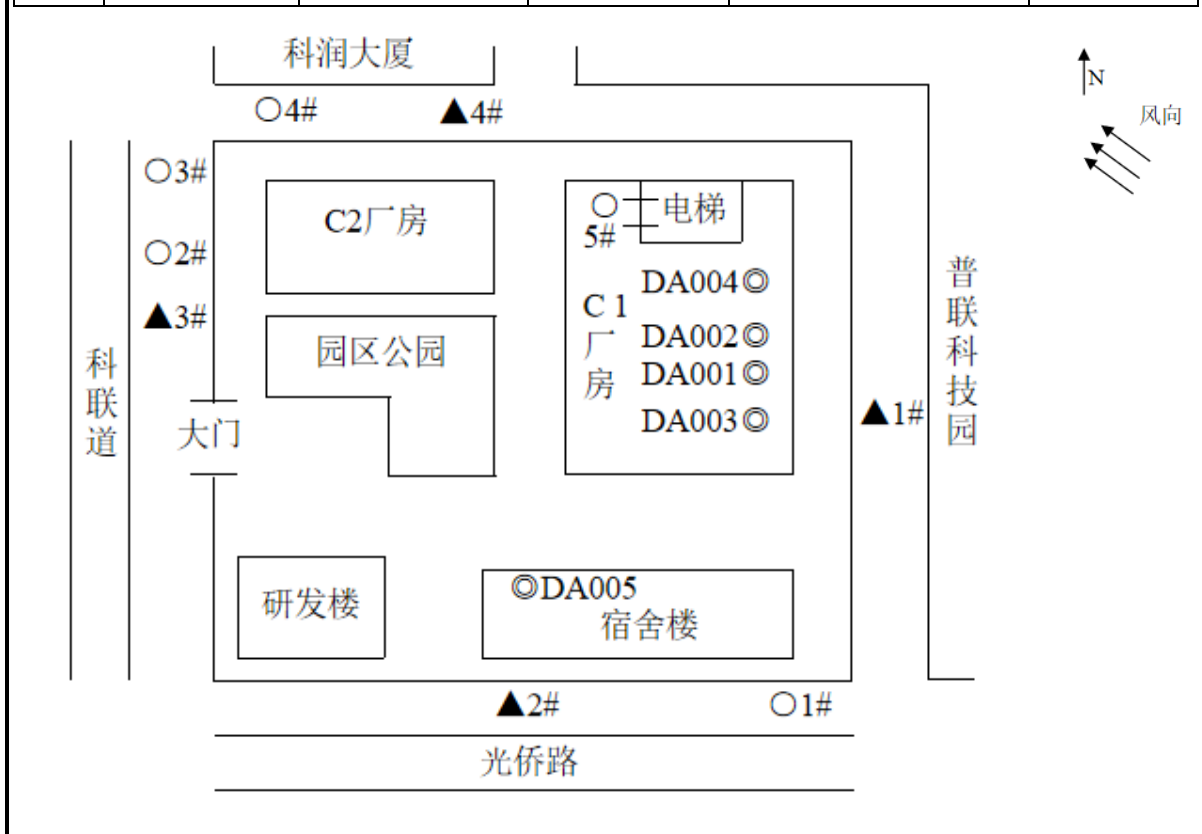 科润大厦
○4#
▲4#
N
风向
○3#
C2厂房
○
5#
电梯
○2#
DA004◎
▲3#
C1厂房
DA002◎
园区公园
DA001◎
DA003◎
▲1#
普联科技园
科联道
大门
◎DA005
研发楼
宿舍楼
▲2#
○1#
光侨路